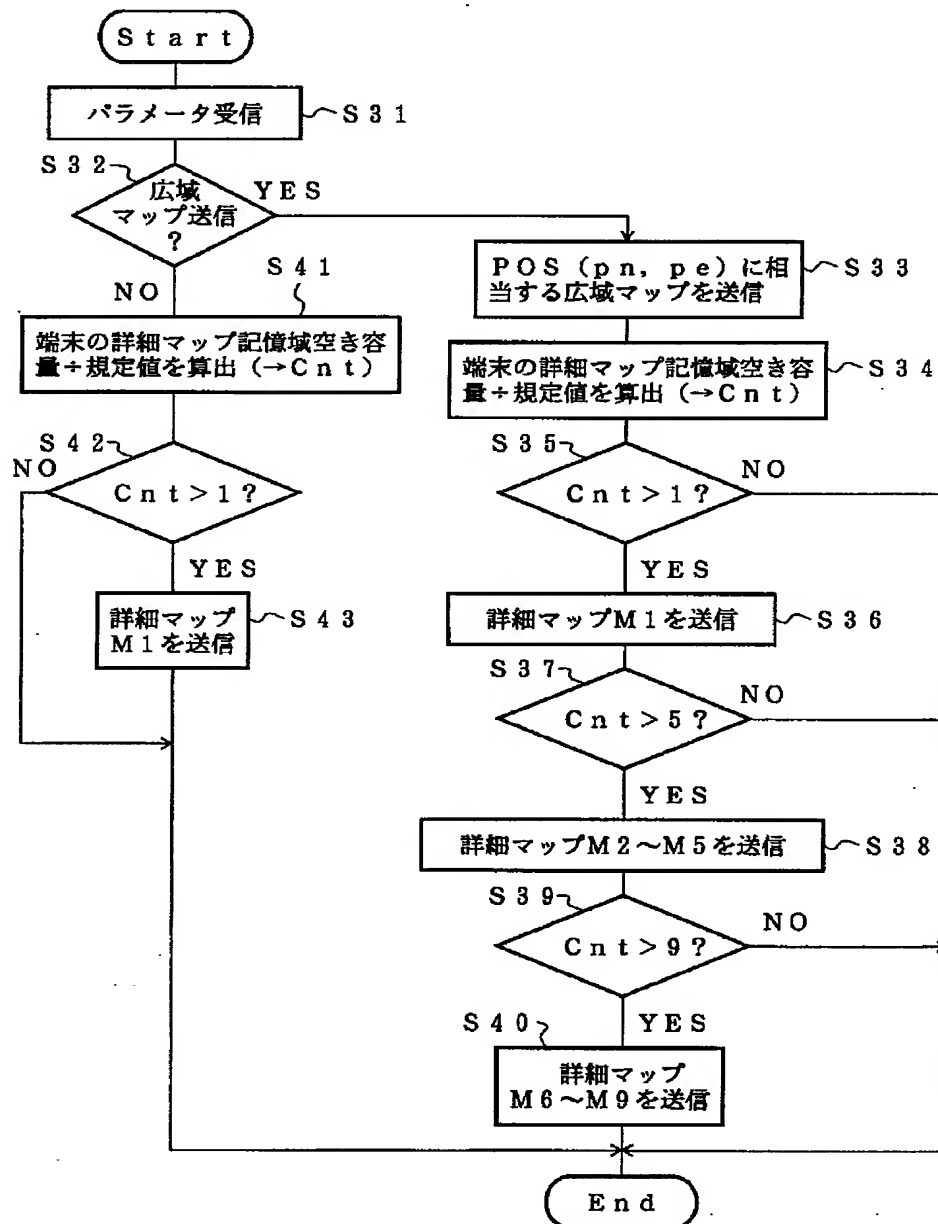 Start
パラメータ受信
S31
S32
広域
マップ送信
?
YES
NO
S41
端末の詳細マップ記憶域空き容
量÷規定値を算出(→Cnt)
S42
NO
Cnt>1?
YES
詳細マップ
M1を送信
S43
POS(pn, pe)に相
当する広域マップを送信
S33
端末の詳細マップ記憶域空き容
量÷規定値を算出(→Cnt)
S34
S35
Cnt>1?
NO
YES
詳細マップM1を送信
S36
S37
Cnt>5?
NO
YES
詳細マップM2～M5を送信
S38
S39
Cnt>9?
NO
YES
S40
詳細マップ
M6～M9を送信
End